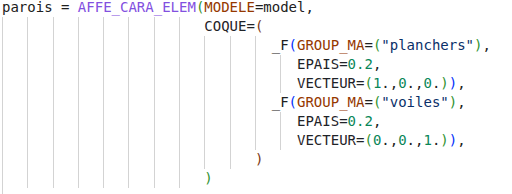 parois = AFFE_CARA_ELEM(MODELE=model,
COQUE=(
_F(GROUP_MA=("planchers"),
EPAIS=0.2,
VECTEUR=(1.,0.,0.)),
_F(GROUP_MA=("voiles"),
EPAIS=0.2,
VECTEUR=(0.,0.,1.)),
)
)